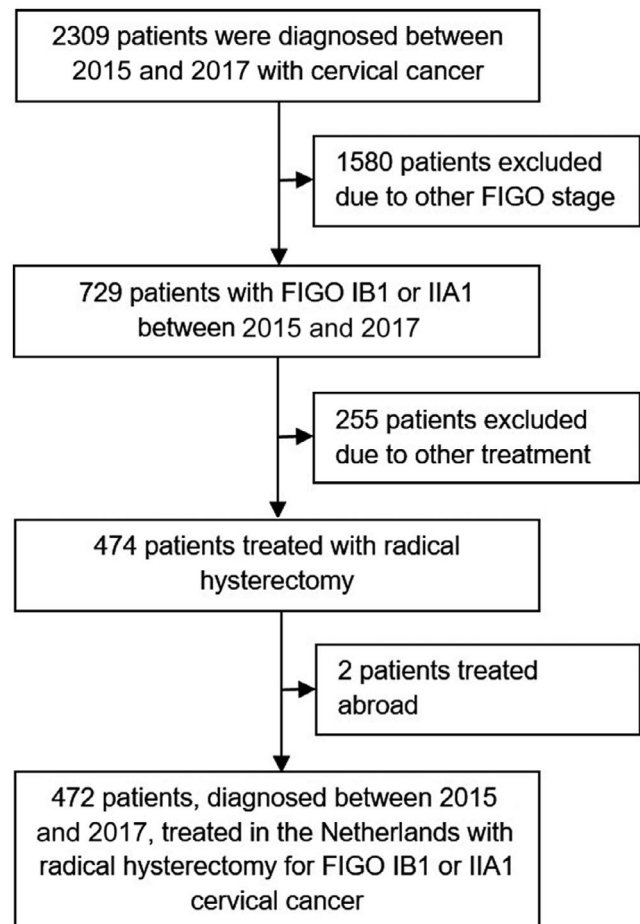 2309 patients were diagnosed between
2015 and 2017 with cervical cancer
1580 patients excluded
due to other FIGO stage
729 patients with FIGO IB1 or IIA1
between 2015 and 2017
255 patients excluded
due to other treatment
474 patients treated with radical
hysterectomy
2 patients treated
abroad
472 patients, diagnosed between 2015
and 2017, treated in the Netherlands with
radical hysterectomy for FIGO IB1 or IIA1
cervical cancer